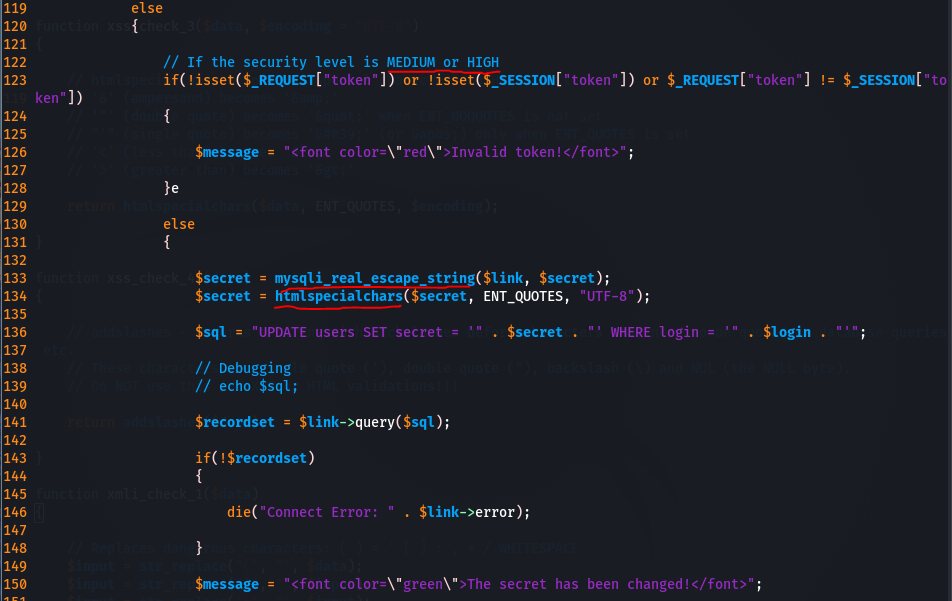 119 else
120 {
121
122 // If the security level is MEDIUM or HIGH
123 if(!isset($_REQUEST["token"]) or !isset($_SESSION["token"]) or $_REQUEST["token"] != $_SESSION["to
ken"])
124 {
125
126 $message = "<font color=\"red\">Invalid token!</font>";
127
128 }e
129
130 else
131 {
132
133 $secret = mysqli_real_escape_string($link, $secret);
134 $secret = htmlspecialchars($secret, ENT_QUOTES, "UTF-8");
135
136 $sql = "UPDATE users SET secret = '" . $secret . "' WHERE login = '" . $login . "'";
137
138 // Debugging
139 // echo $sql;
140
141 $recordset = $link->query($sql);
142
143 if(!$recordset)
144 {
145
146 die("Connect Error: " . $link->error);
147
148 }
149
150 $message = "<font color=\"green\">The secret has been changed!</font>";